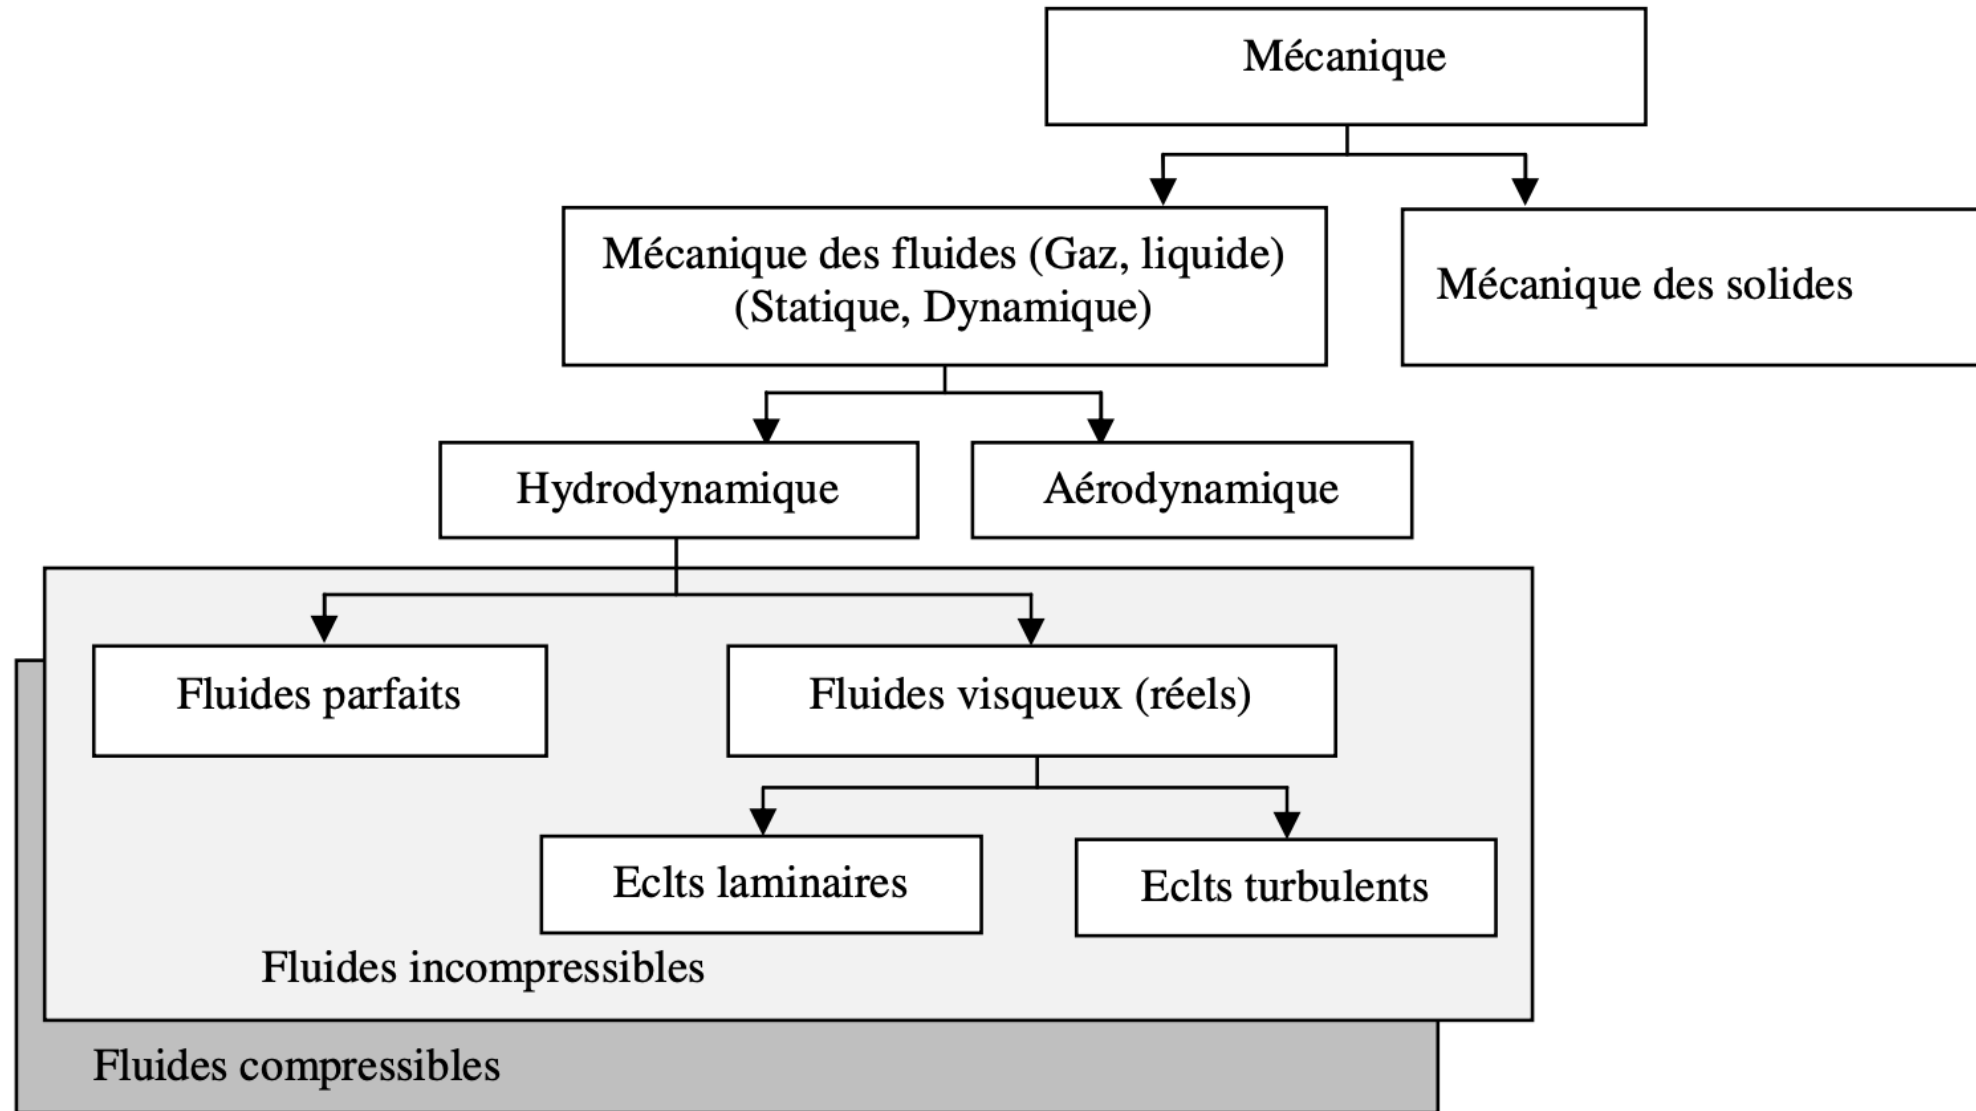 Mécanique
Mécanique des fluides (Gaz, liquide)
(Statique, Dynamique)
Mécanique des solides
Hydrodynamique
Aérodynamique
Fluides parfaits
Fluides visqueux (réels)
Eclts laminaires
Eclts turbulents
Fluides incompressibles
Fluides compressibles